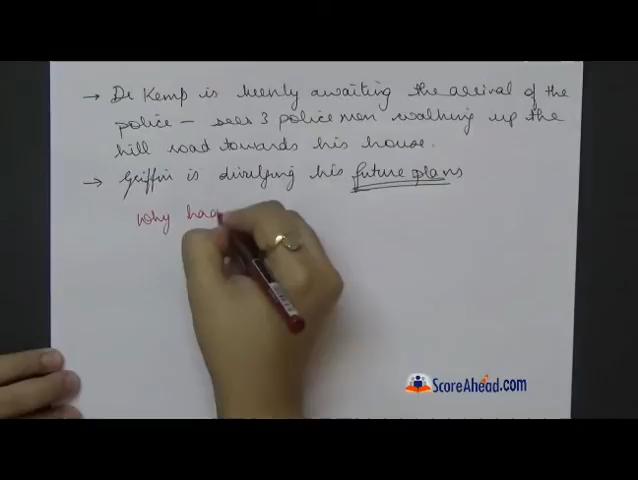 → Dr Kemp is keenly awaiting the arrival of the
police — sees 3 police men walking up the
hill road towards his house.
→ Griffin is divulging his future plans
why had
ScoreAhead.com